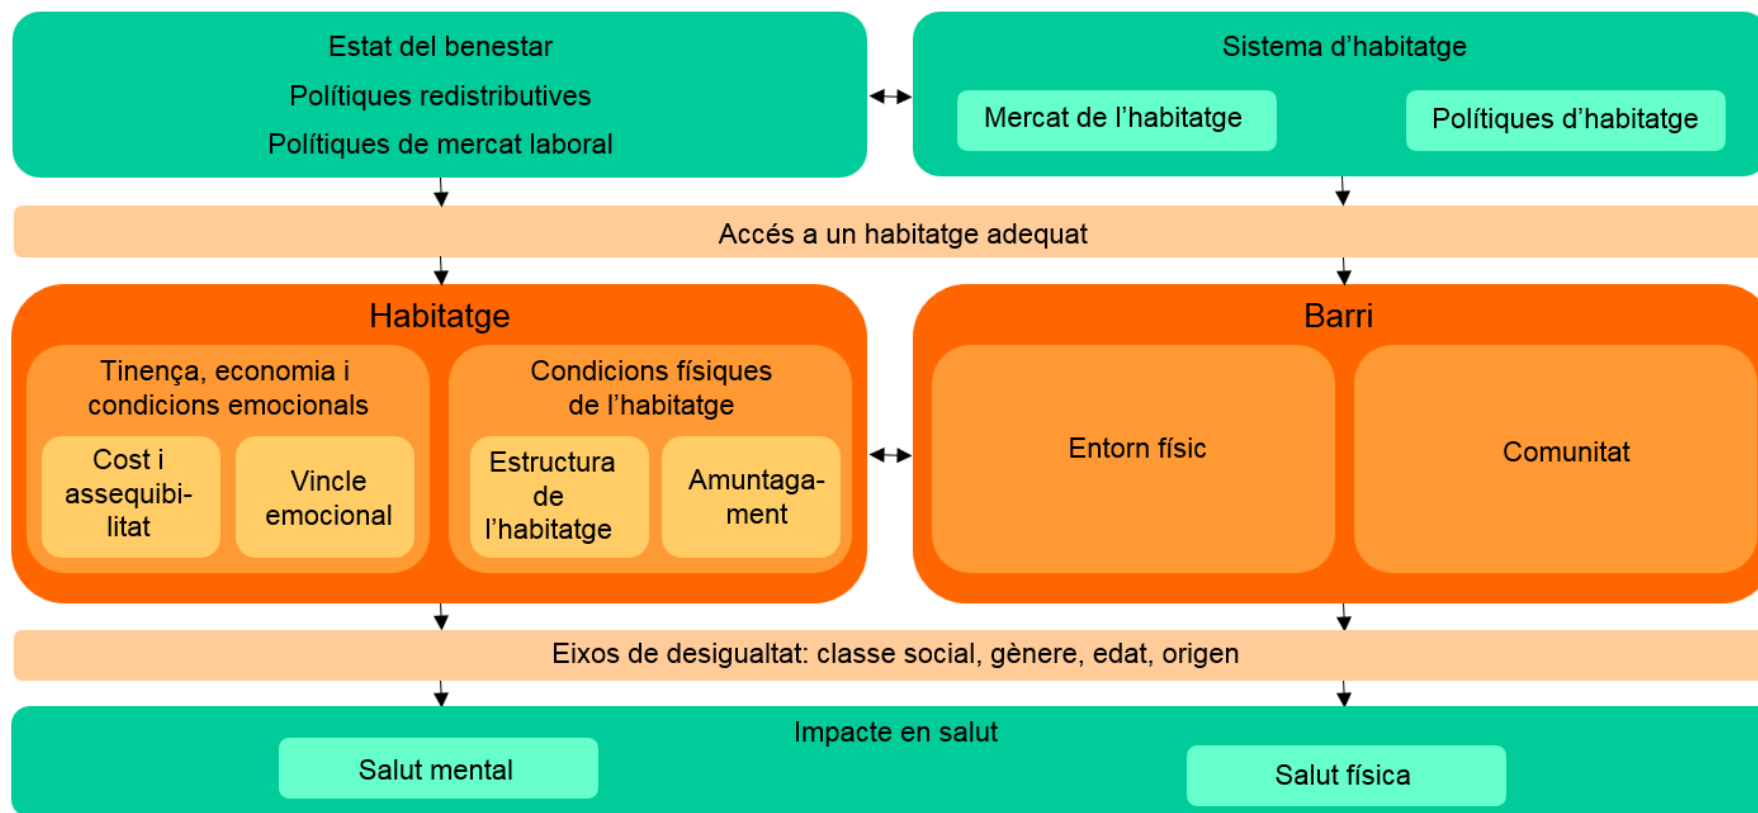 Estat del benestar
Polítiques redistributives
Polítiques de mercat laboral
Sistema d’habitatge
Mercat de l’habitatge
Polítiques d’habitatge
Accés a un habitatge adequat
Habitatge
Tinença, economia i
condicions emocionals
Cost i
assequibi-
litat
Vincle
emocional
Condicions físiques
de l’habitatge
Estructura
de
l’habitatge
Amuntaga-
ment
Barri
Entorn físic
Comunitat
Eixos de desigualtat: classe social, gènere, edat, origen
Impacte en salut
Salut mental
Salut física